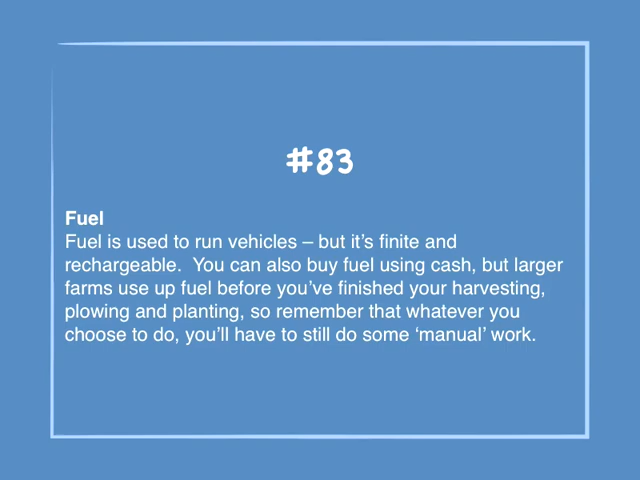 #83
Fuel
Fuel is used to run vehicles – but it’s finite and
rechargeable.  You can also buy fuel using cash, but larger
farms use up fuel before you’ve finished your harvesting,
plowing and planting, so remember that whatever you
choose to do, you’ll have to still do some ‘manual’ work.